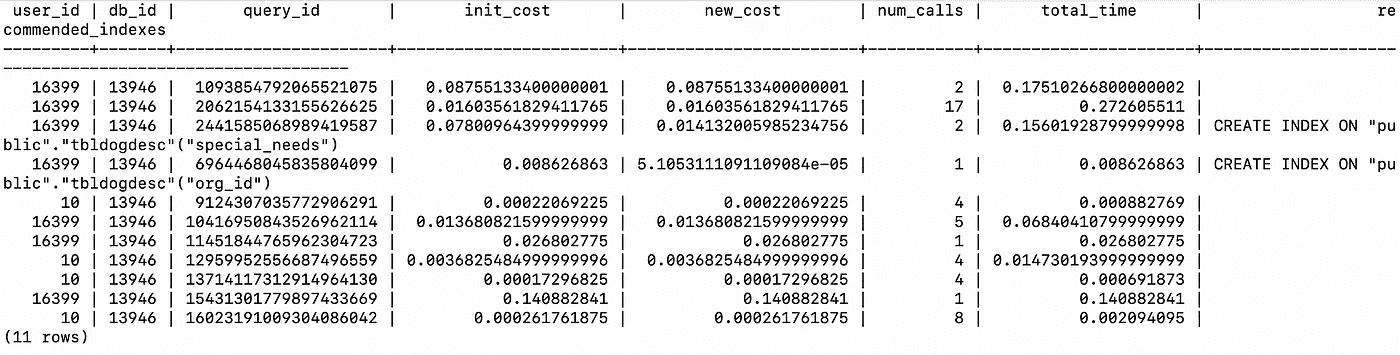 user_id | db_id | query_id | init_cost | new_cost | num_calls | total_time | re
commended_indexes
---------+-------+----------------------+-----------------------+-----------------------+-----------+----------------------+-------------------
-----------------------------------
16399 | 13946 | 1093854792065521075 | 0.08755133400000001 | 0.08755133400000001 | 2 | 0.17510266800000002 |
16399 | 13946 | 2062154133155626625 | 0.01603561829411765 | 0.01603561829411765 | 17 | 0.272605511 |
16399 | 13946 | 2441585068989419587 | 0.07800964399999999 | 0.014132005985234756 | 2 | 0.15601928799999998 | CREATE INDEX ON "pu
blic"."tbldogdesc"("special_needs")
16399 | 13946 | 6964468045835804099 | 0.008626863 | 5.1053111091109084e-05 | 1 | 0.008626863 | CREATE INDEX ON "pu
blic"."tbldogdesc"("org_id")
10 | 13946 | 9124307035772906291 | 0.00022069225 | 0.00022069225 | 4 | 0.000882769 |
16399 | 13946 | 10416950843526962114 | 0.013680821599999999 | 0.013680821599999999 | 5 | 0.06840410799999999 |
16399 | 13946 | 11451844765962304723 | 0.026802775 | 0.026802775 | 1 | 0.026802775 |
10 | 13946 | 12959952556687496559 | 0.0036825484999999996 | 0.0036825484999999996 | 4 | 0.014730193999999999 |
10 | 13946 | 13714117312914964130 | 0.00017296825 | 0.00017296825 | 4 | 0.000691873 |
16399 | 13946 | 15431301779897433669 | 0.140882841 | 0.140882841 | 1 | 0.140882841 |
10 | 13946 | 16023191009304086042 | 0.000261761875 | 0.000261761875 | 8 | 0.002094095 |
(11 rows)